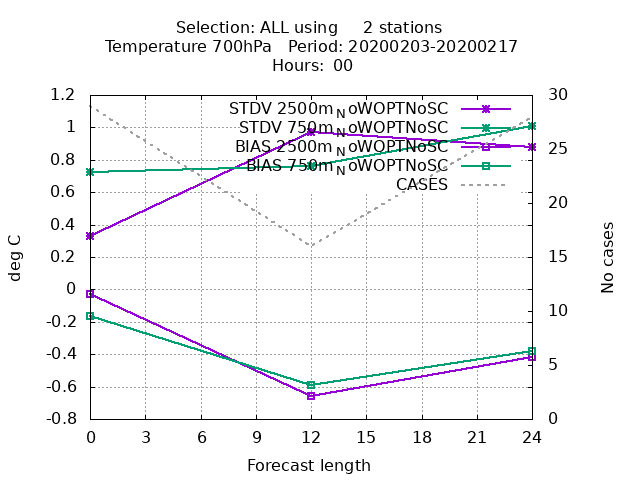 Selection: ALL using     2 stations
Temperature 700hPa   Period: 20200203-20200217
Hours:  00
STDV 2500m_NoWOPTNoSC
STDV 750m_NoWOPTNoSC
BIAS 2500m_NoWOPTNoSC
BIAS 750m_NoWOPTNoSC
CASES
1.2
1
0.8
0.6
0.4
0.2
0
-0.2
-0.4
-0.6
-0.8
deg C
30
25
20
15
10
5
0
No cases
0 3 6 9 12 15 18 21 24
Forecast length